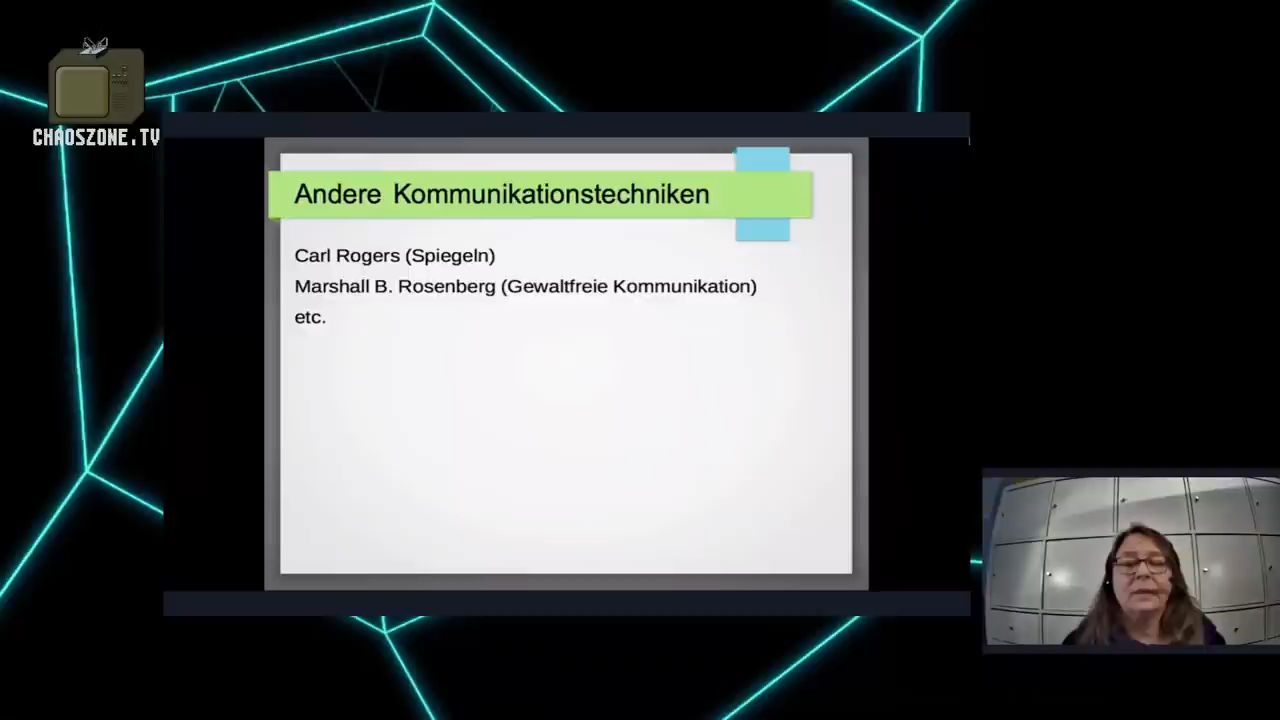 CHAOSZONE.TV
Andere Kommunikationstechniken
Carl Rogers (Spiegeln)
Marshall B. Rosenberg (Gewaltfreie Kommunikation)
etc.